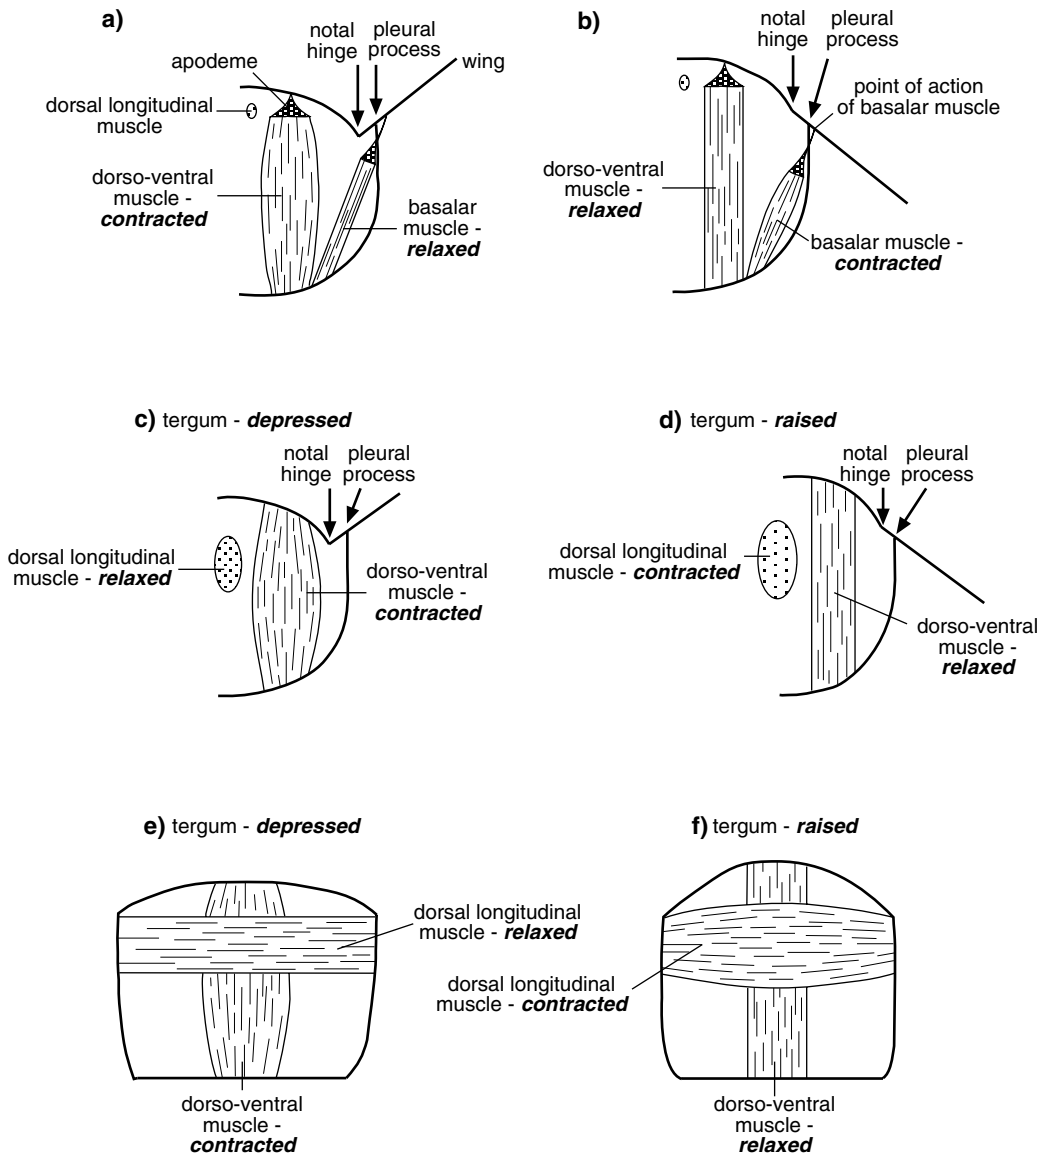 a)
notal
hinge
pleural
process
apodeme
wing
dorsal longitudinal
muscle
dorso-ventral
muscle -
contracted
basalar
muscle -
relaxed
b)
notal
hinge
pleural
process
point of action
of basalar muscle
dorso-ventral
muscle -
relaxed
basalar muscle -
contracted
c) tergum - depressed
notal
hinge
pleural
process
dorsal longitudinal
muscle - relaxed
dorso-ventral
muscle -
contracted
d) tergum - raised
notal
hinge
pleural
process
dorsal longitudinal
muscle - contracted
dorso-ventral
muscle -
relaxed
e) tergum - depressed
dorsal longitudinal
muscle - relaxed
dorso-ventral
muscle -
contracted
f) tergum - raised
dorsal longitudinal
muscle - contracted
dorso-ventral
muscle -
relaxed